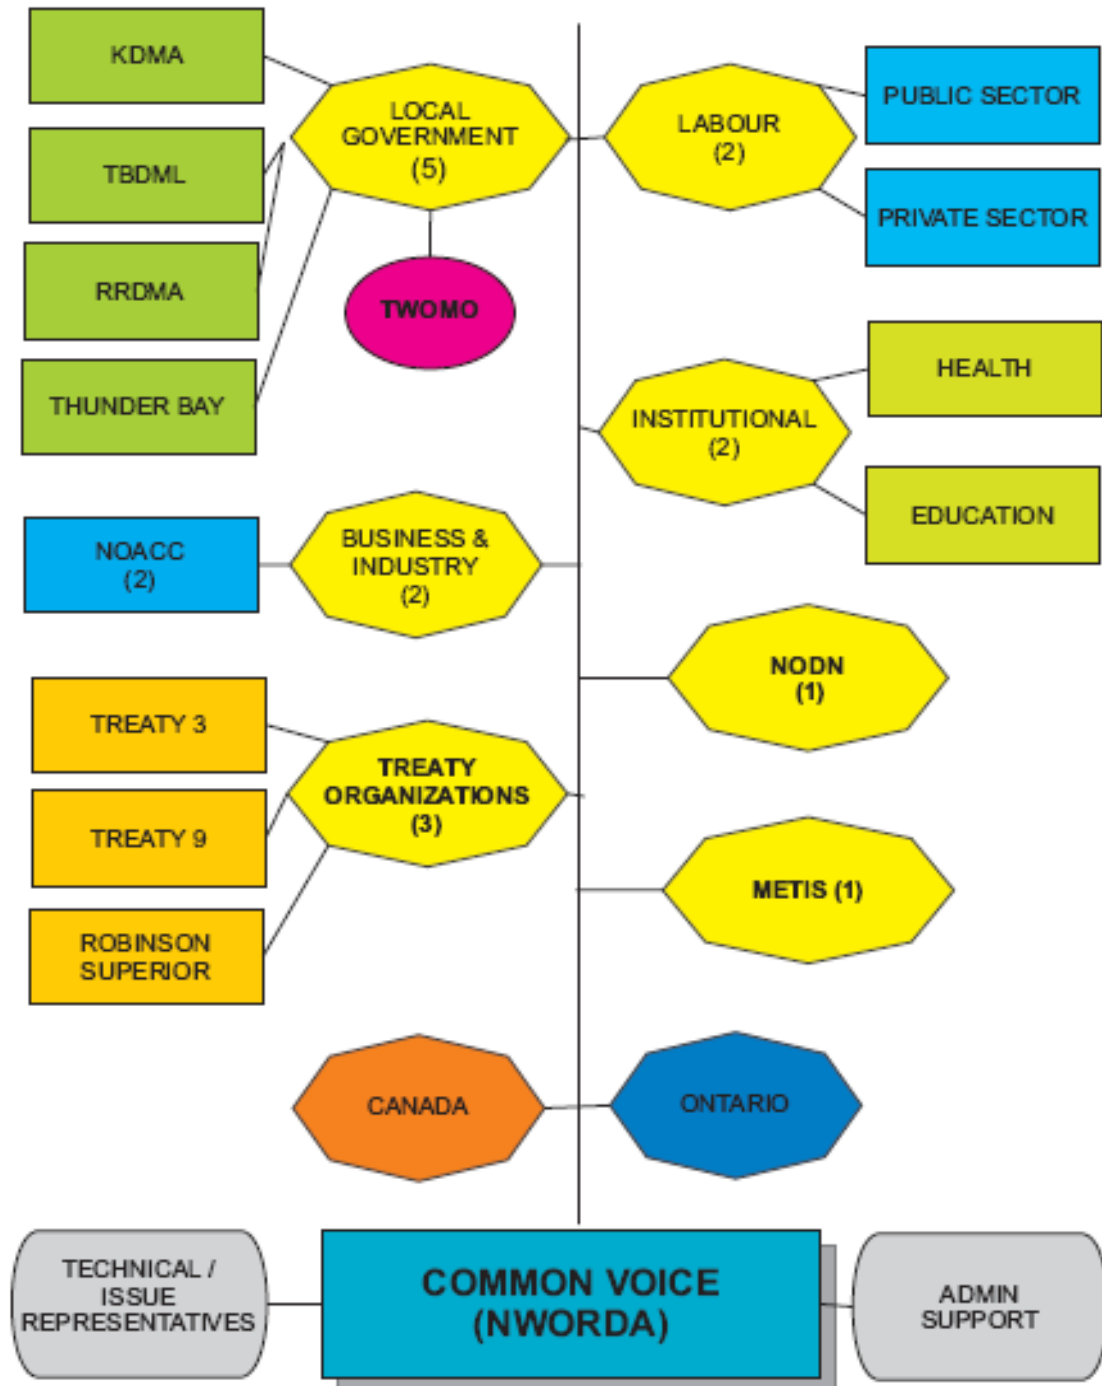 KDMA
TBDML
RRDMA
THUNDER BAY
LOCAL
GOVERNMENT
(5)
TWOMO
LABOUR
(2)
PUBLIC SECTOR
PRIVATE SECTOR
INSTITUTIONAL
(2)
HEALTH
EDUCATION
NOACC
(2)
BUSINESS &
INDUSTRY
(2)
NODN
(1)
TREATY 3
TREATY 9
ROBINSON
SUPERIOR
TREATY
ORGANIZATIONS
(3)
METIS (1)
CANADA
ONTARIO
TECHNICAL /
ISSUE
REPRESENTATIVES
COMMON VOICE
(NWORDA)
ADMIN
SUPPORT